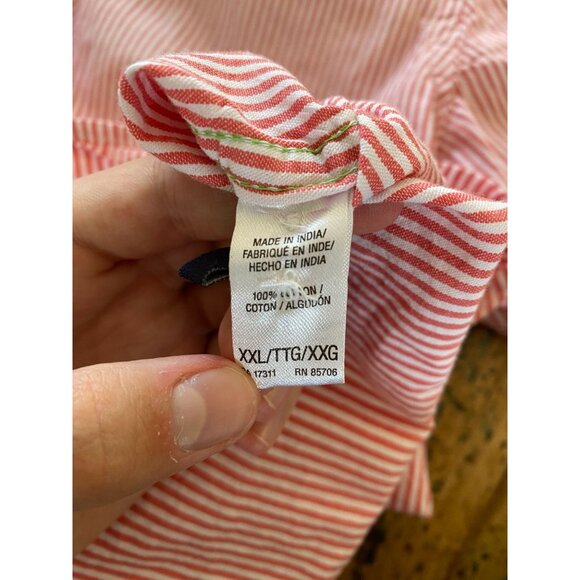 MADE IN INDIA/
FABRIQUÉ EN INDE/
HECHO EN INDIA
100% COTTON /
COTON / ALGODÓN
XXL/TTG/XXG
CA 17311 RN 85706